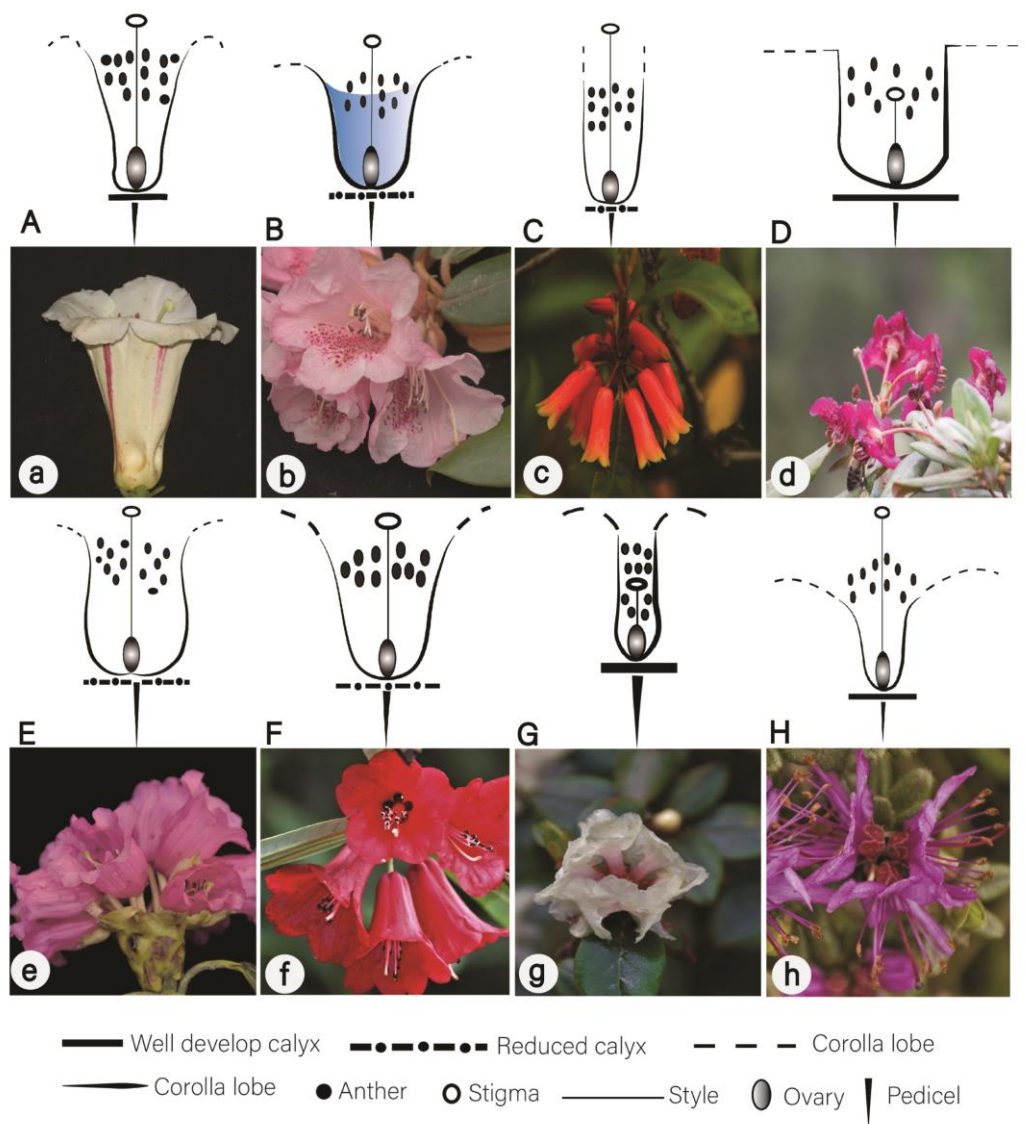 A B C D
a b c d
E F G H
e f g h
Well develop calyx Reduced calyx Corolla lobe
Corolla lobe Anther Stigma Style Ovary Pedicel